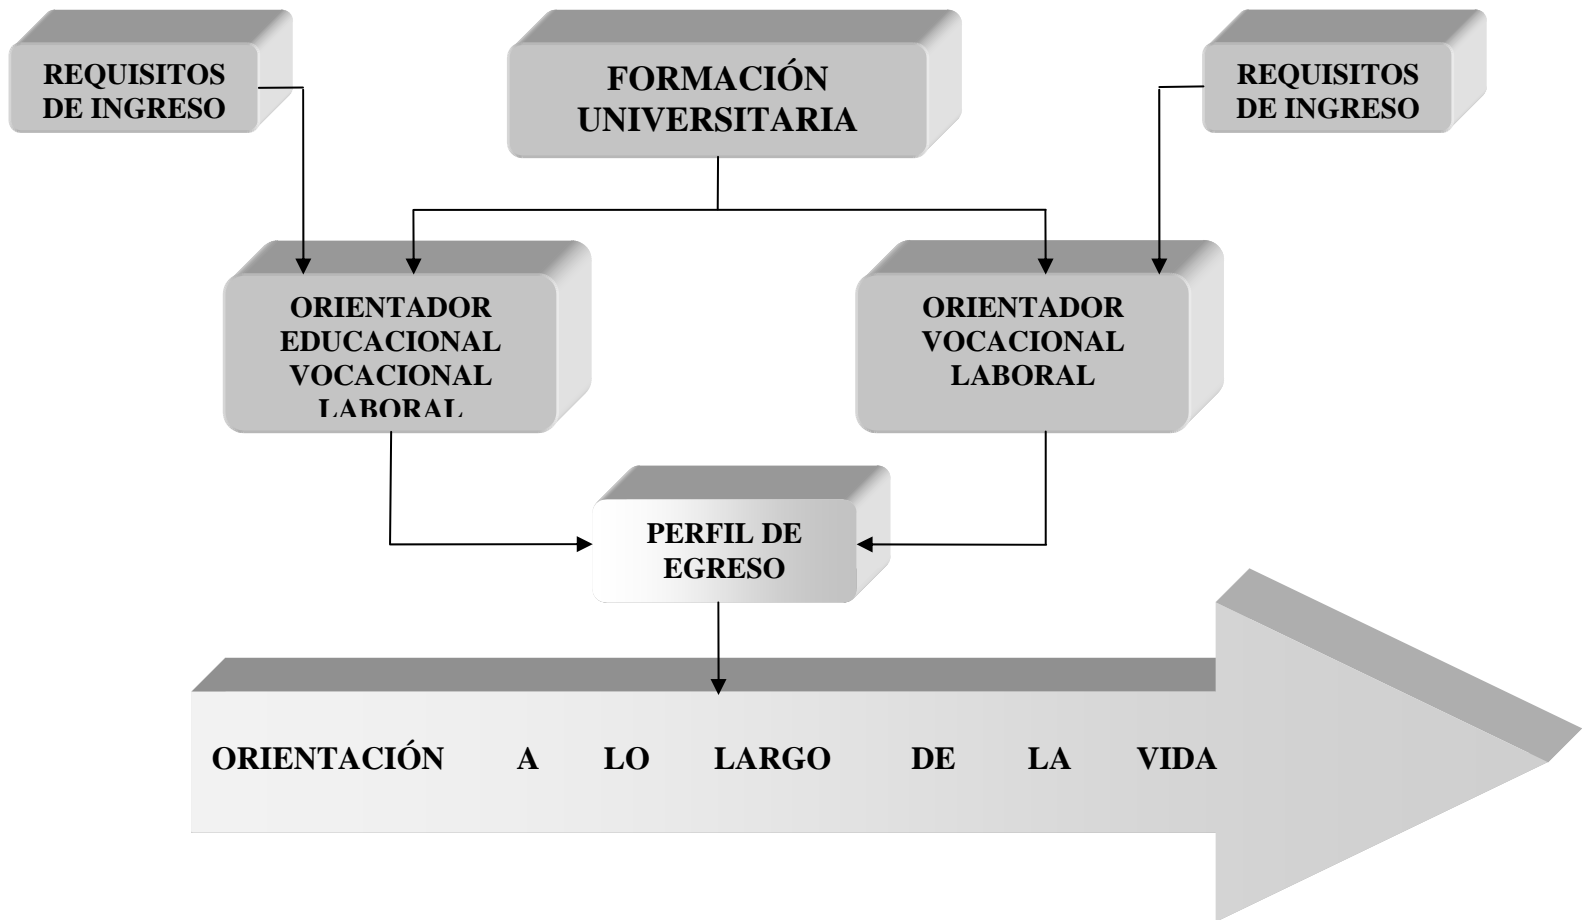 REQUISITOS
DE INGRESO
FORMACIÓN
UNIVERSITARIA
REQUISITOS
DE INGRESO
ORIENTADOR
EDUCACIONAL
VOCACIONAL
LABORAL
ORIENTADOR
VOCACIONAL
LABORAL
PERFIL DE
EGRESO
ORIENTACIÓN A LO LARGO DE LA VIDA